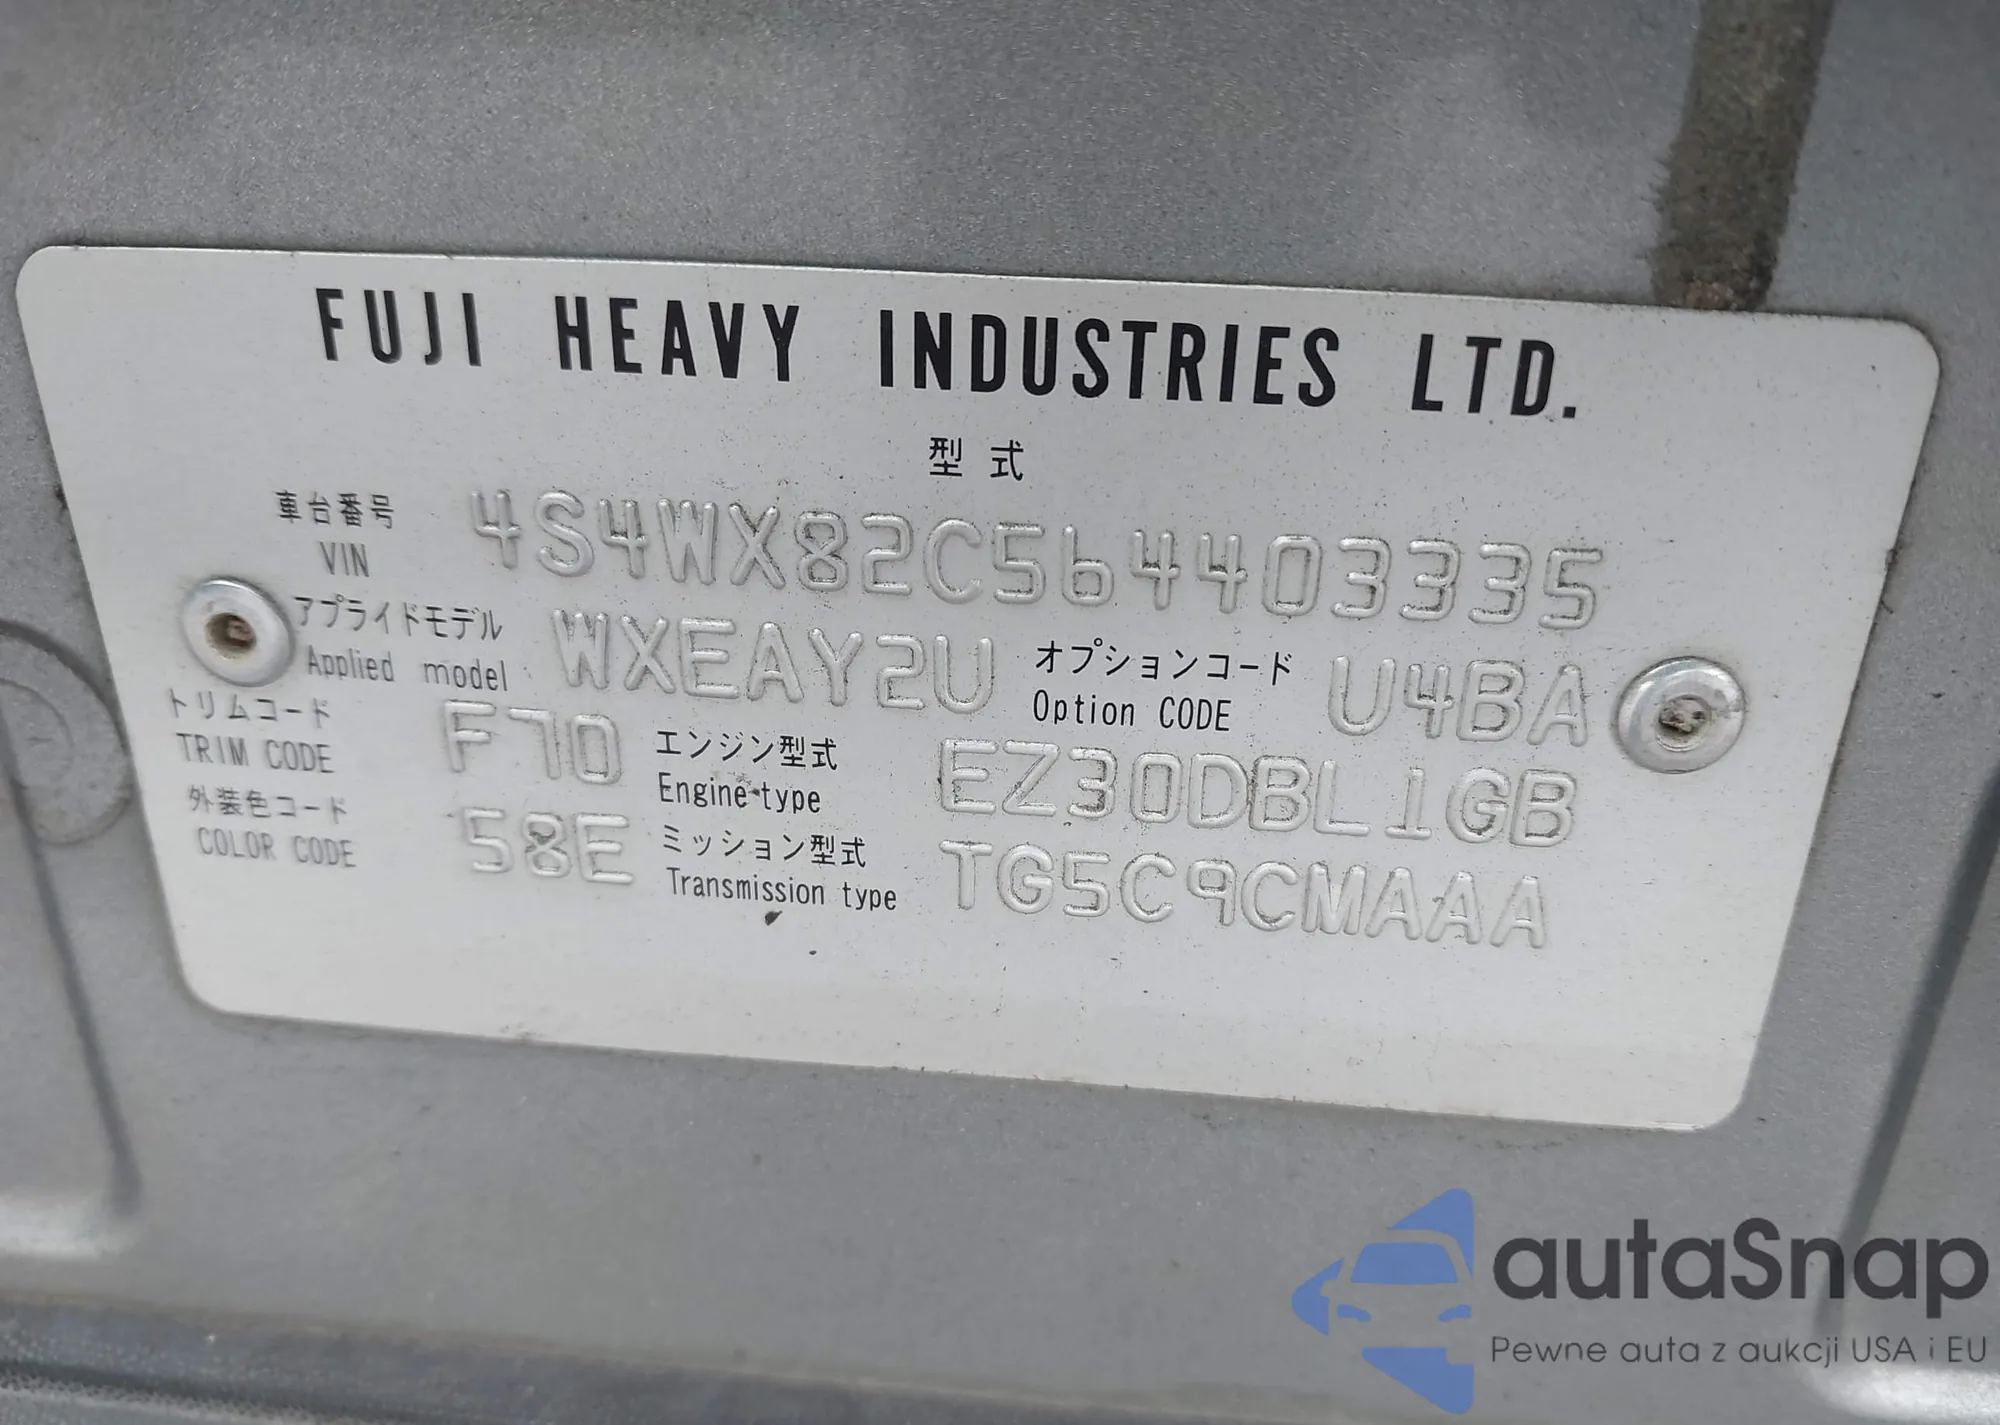 FUJI HEAVY INDUSTRIES LTD.
型式
車台番号
VIN
4S4WX82C564403335
アプライドモデル
Applied model
WXEAY2U
オプションコード
Option CODE
U4BA
トリムコード
TRIM CODE
F70
エンジン型式
Engine type
EZ30DBL1GB
外装色コード
COLOR CODE
58E
ミッション型式
Transmission type
TG5C9CMAAA
autaSnap
Pewne auta z aukcji USA i EU